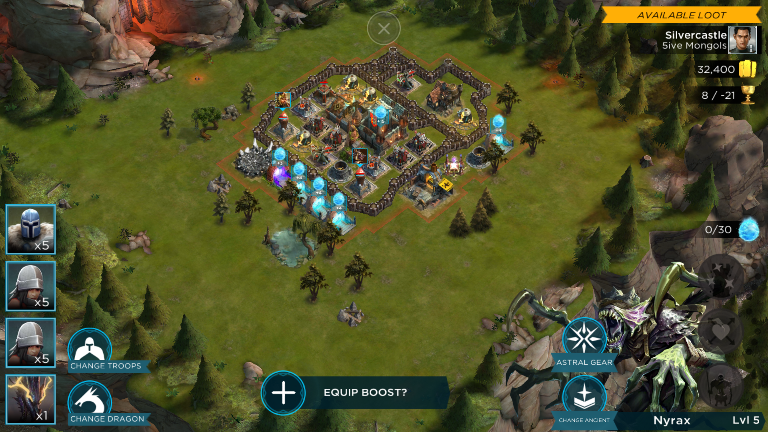 AVAILABLE LOOT
Silvercastle
5ive Mongols
32,400
8 / -21
0/30
x5
x5
x5
x1
CHANGE TROOPS
CHANGE DRAGON
EQUIP BOOST?
ASTRAL GEAR
CHANGE ANCIENT
Nyrax
Lvl 5